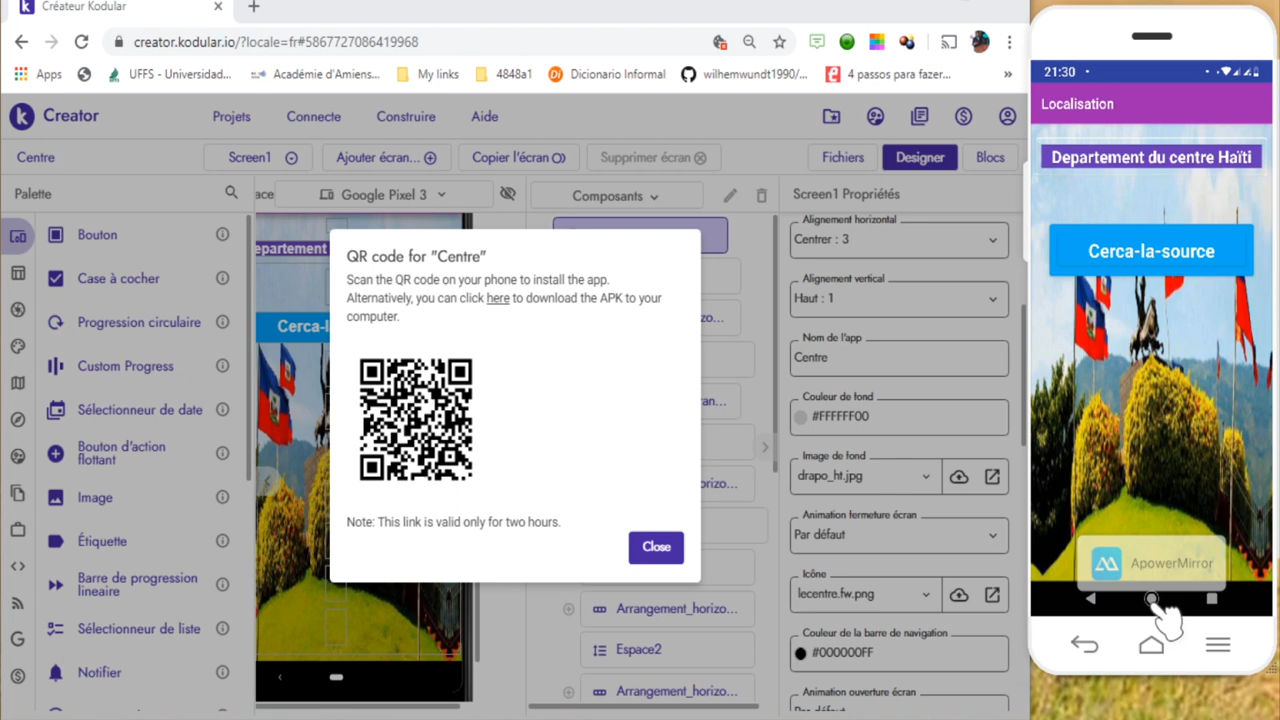 Créateur Kodular
creator.kodular.io/?locale=fr#5867727086419968
Apps
UFFS - Universidad...
Académie d'Amiens...
My links
4848a1
Dicionario Informal
wilhemwundt1990/...
4 passos para fazer...
»
Creator
Projets
Connecte
Construire
Aide
Centre
Screen1
Ajouter écran...
Copier l'écran
Supprimer écran
Fichiers
Designer
Blocs
Palette
ace
Google Pixel 3
Composants
Screen1 Propriétés
Bouton
Case à cocher
Progression circulaire
Custom Progress
Sélectionneur de date
Bouton d'action
flottant
Image
Étiquette
Barre de progression
linéaire
Sélectionneur de liste
Notifier
epartement
Cerca-l
QR code for "Centre"
Scan the QR code on your phone to install the app.
Alternatively, you can click here to download the APK to your
computer.
Note: This link is valid only for two hours.
Close
zo...
ran...
orizo...
Arrangement_horizo...
Espace2
Arrangement_horizo...
Alignement horizontal
Centrer : 3
Alignement vertical
Haut : 1
Nom de l'app
Centre
Couleur de fond
#FFFFFF00
Image de fond
drapo_ht.jpg
Animation fermeture écran
Par défaut
Icône
lecentre.fw.png
Couleur de la barre de navigation
#000000FF
Animation ouverture écran
Par défaut
21:30
Localisation
Departement du centre Haïti
Cerca-la-source
ApowerMirror